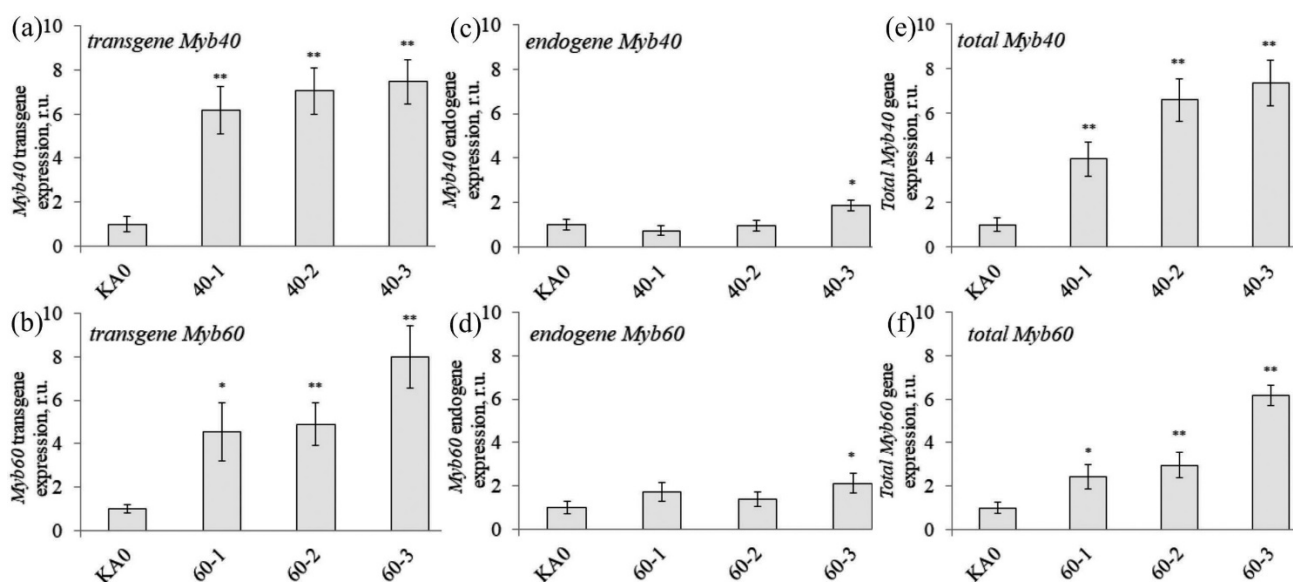 (a)
transgene Myb40
Myb40 transgene
expression, r.u.
10
8
6
4
2
0
**
**
**
KA0
40-1
40-2
40-3
(c)
endogene Myb40
Myb40 endogene
expression, r.u.
10
8
6
4
2
0
*
KA0
40-1
40-2
40-3
(e)
total Myb40
Total Myb40 gene
expression, r.u.
10
8
6
4
2
0
**
**
**
KA0
40-1
40-2
40-3
(b)
transgene Myb60
Myb60 transgene
expression, r.u.
10
8
6
4
2
0
*
**
**
KA0
60-1
60-2
60-3
(d)
endogene Myb60
Myb60 endogene
expression, r.u.
10
8
6
4
2
0
*
KA0
60-1
60-2
60-3
(f)
total Myb60
Total Myb60 gene
expression, r.u.
10
8
6
4
2
0
*
**
**
KA0
60-1
60-2
60-3